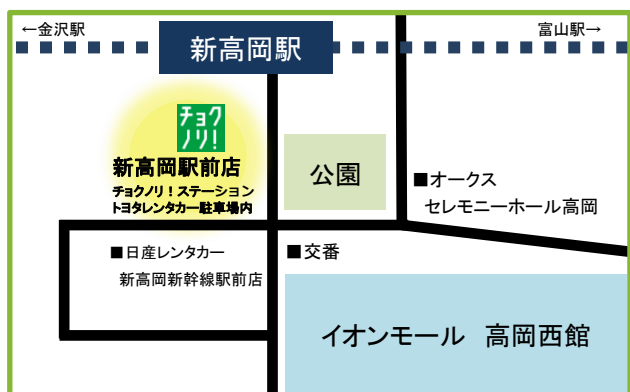 ←金沢駅
富山駅→
新高岡駅
チョク
ノリ!
新高岡駅前店
チョクノリ！ステーション
トヨタレンタカー駐車場内
公園
■オークス
セレモニーホール高岡
■日産レンタカー
新高岡新幹線駅前店
■交番
イオンモール 高岡西館